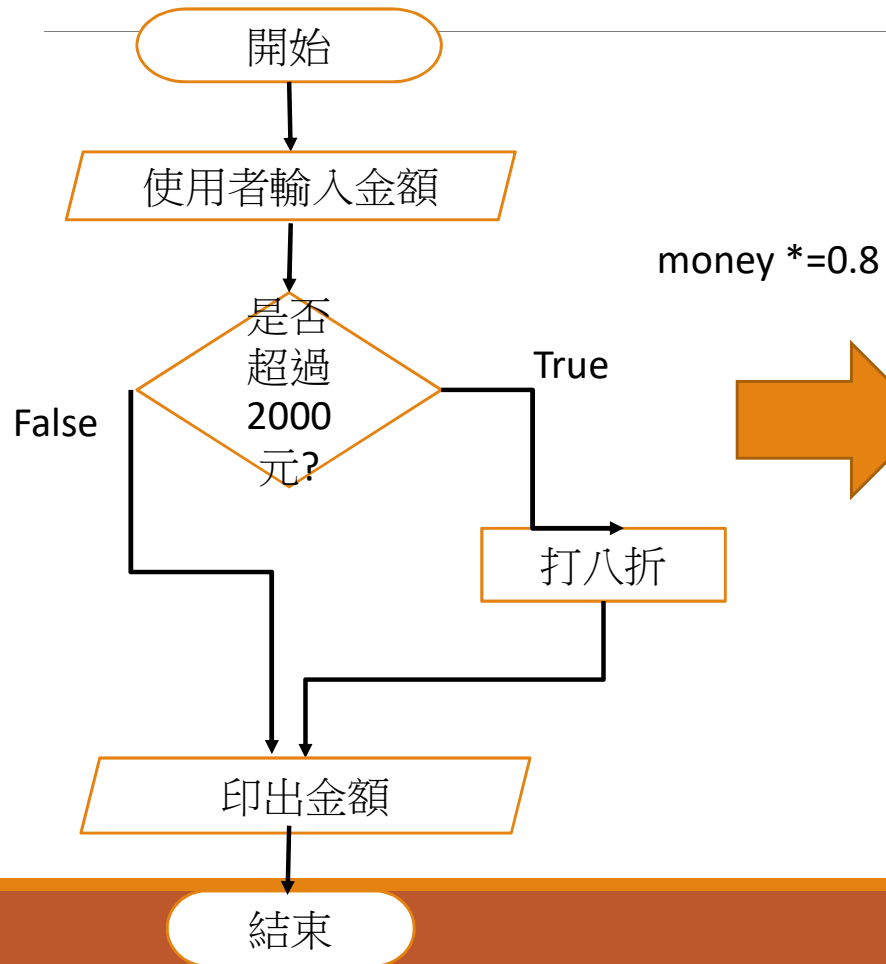 開始
使用者輸入金額
money *=0.8
是否
超過
2000
元?
True
False
打八折
印出金額
結束